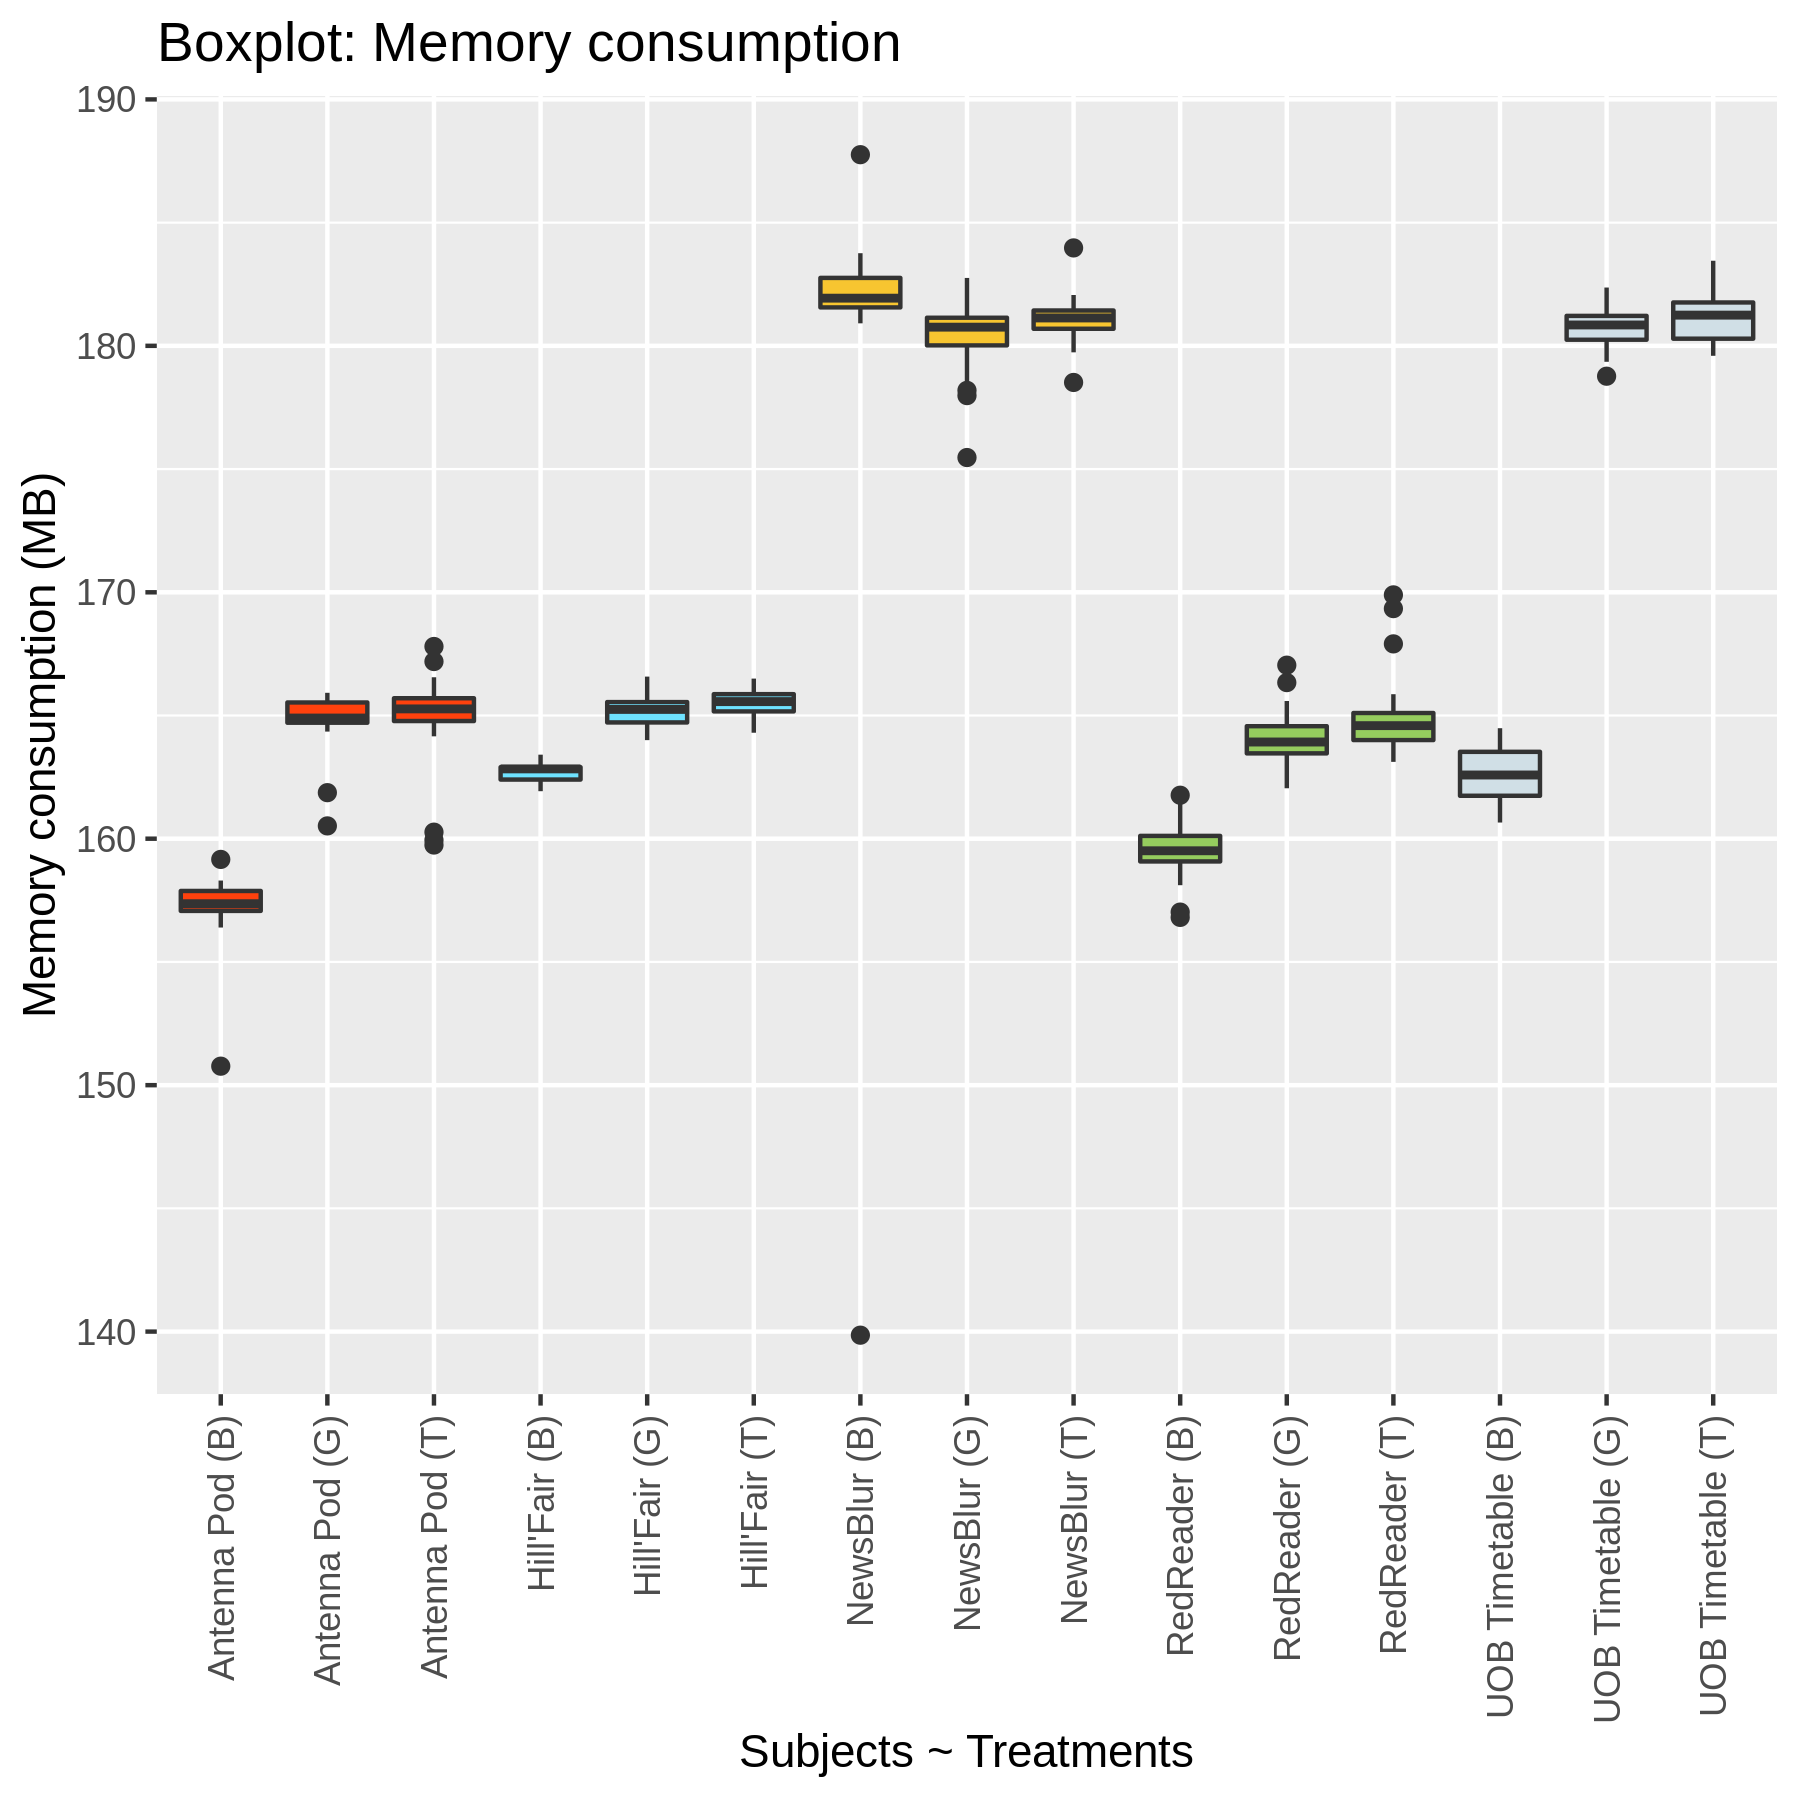 Boxplot: Memory consumption
Memory consumption (MB)
190
180
170
160
150
140
Antenna Pod (B)
Antenna Pod (G)
Antenna Pod (T)
Hill'Fair (B)
Hill'Fair (G)
Hill'Fair (T)
NewsBlur (B)
NewsBlur (G)
NewsBlur (T)
RedReader (B)
RedReader (G)
RedReader (T)
UOB Timetable (B)
UOB Timetable (G)
UOB Timetable (T)
Subjects ~ Treatments